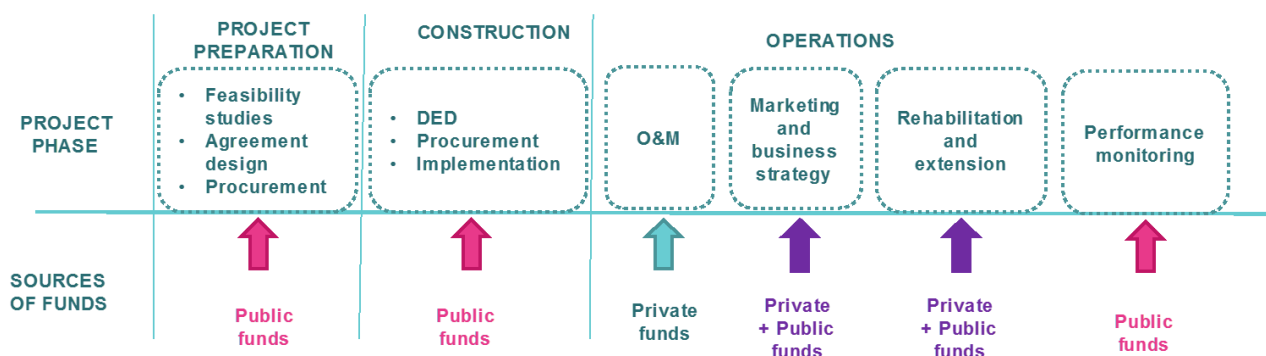 PROJECT
PREPARATION
CONSTRUCTION
OPERATIONS
PROJECT
PHASE
• Feasibility
studies
• Agreement
design
• Procurement
• DED
• Procurement
• Implementation
O&M
Marketing
and
business
strategy
Rehabilitation
and
extension
Performance
monitoring
SOURCES
OF FUNDS
Public
funds
Public
funds
Private
funds
Private
+ Public
funds
Private
+ Public
funds
Public
funds